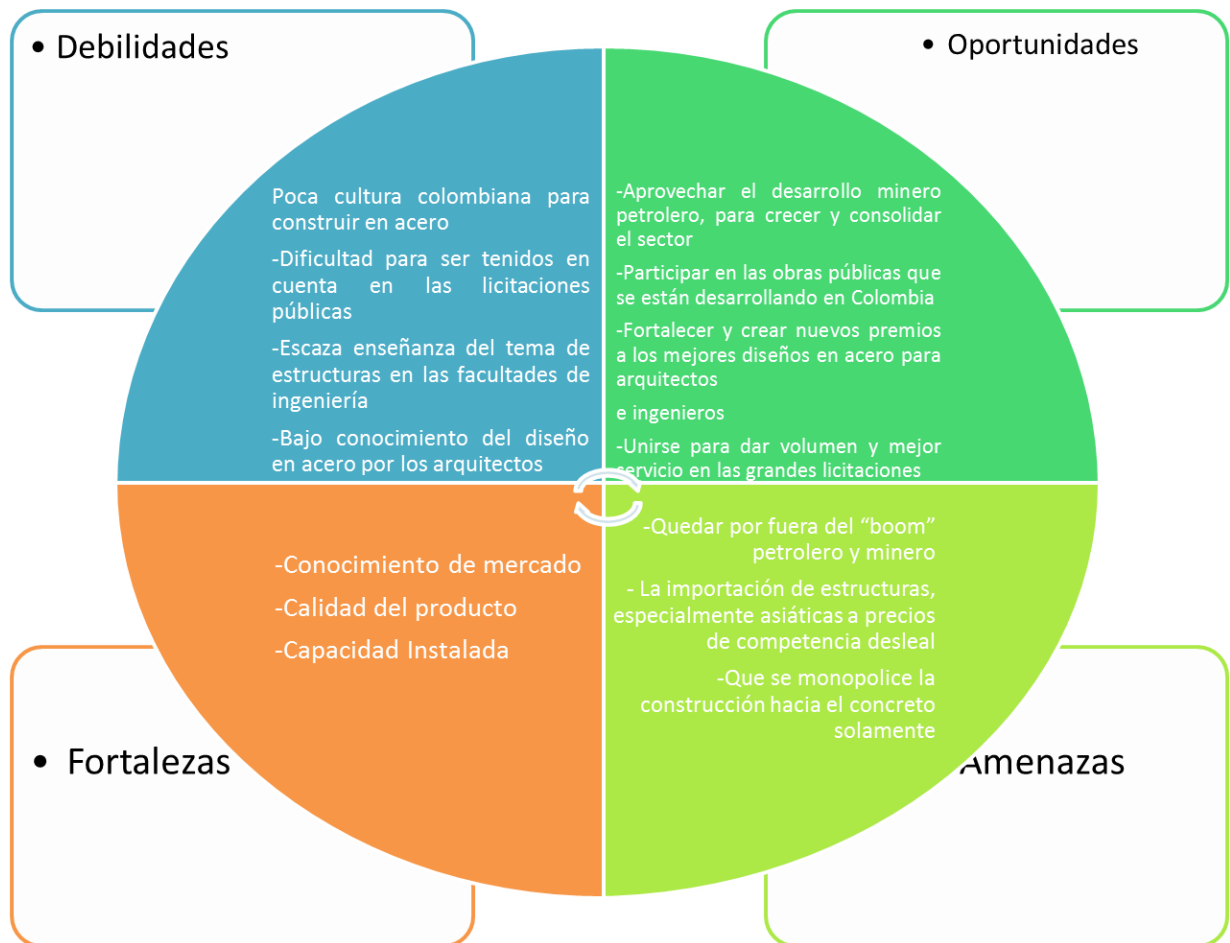 • Debilidades
Poca cultura colombiana para
construir en acero
-Dificultad para ser tenidos en
cuenta en las licitaciones
públicas
-Escaza enseñanza del tema de
estructuras en las facultades de
ingeniería
-Bajo conocimiento del diseño
en acero por los arquitectos
• Oportunidades
-Aprovechar el desarrollo minero
petrolero, para crecer y consolidar
el sector
-Participar en las obras públicas que
se están desarrollando en Colombia
-Fortalecer y crear nuevos premios
a los mejores diseños en acero para
arquitectos
e ingenieros
-Unirse para dar volumen y mejor
servicio en las grandes licitaciones
-Conocimiento de mercado
-Calidad del producto
-Capacidad Instalada
• Fortalezas
-Quedar por fuera del “boom”
petrolero y minero
- La importación de estructuras,
especialmente asiáticas a precios
de competencia desleal
-Que se monopolice la
construcción hacia el concreto
solamente
Amenazas